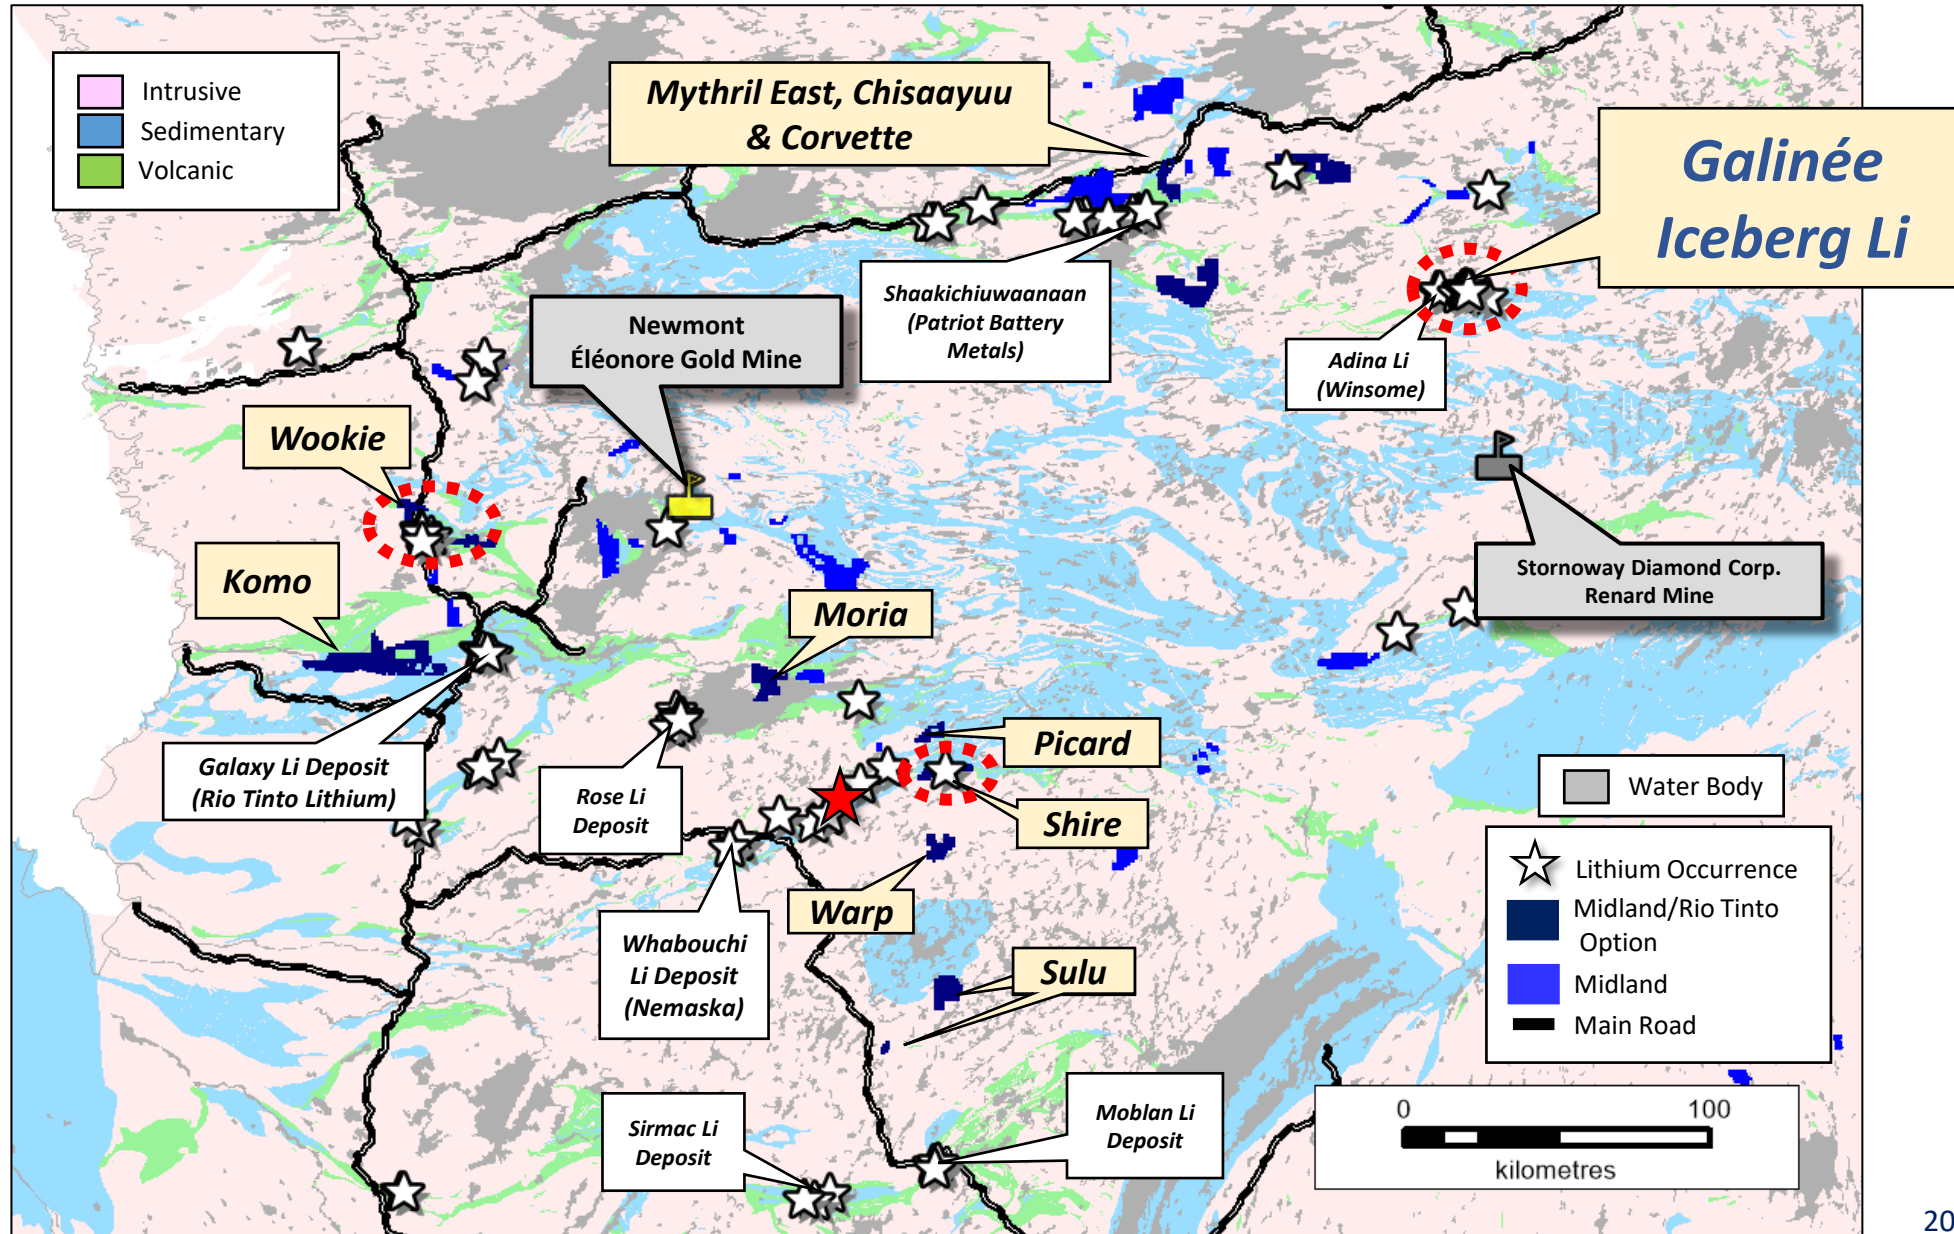 Intrusive
Sedimentary
Volcanic
Mythril East, Chisaayuu
& Corvette
Galinée
Iceberg Li
Newmont
Éléonore Gold Mine
Shaakichiuwaanaan
(Patriot Battery
Metals)
Adina Li
(Winsome)
Wookie
Komo
Moria
Stornoway Diamond Corp.
Renard Mine
Galaxy Li Deposit
(Rio Tinto Lithium)
Rose Li
Deposit
Picard
Shire
Warp
Whabouchi
Li Deposit
(Nemaska)
Sulu
Water Body
Lithium Occurrence
Midland/Rio Tinto
Option
Midland
Main Road
Sirmac Li
Deposit
Moblan Li
Deposit
0 100
kilometres
20